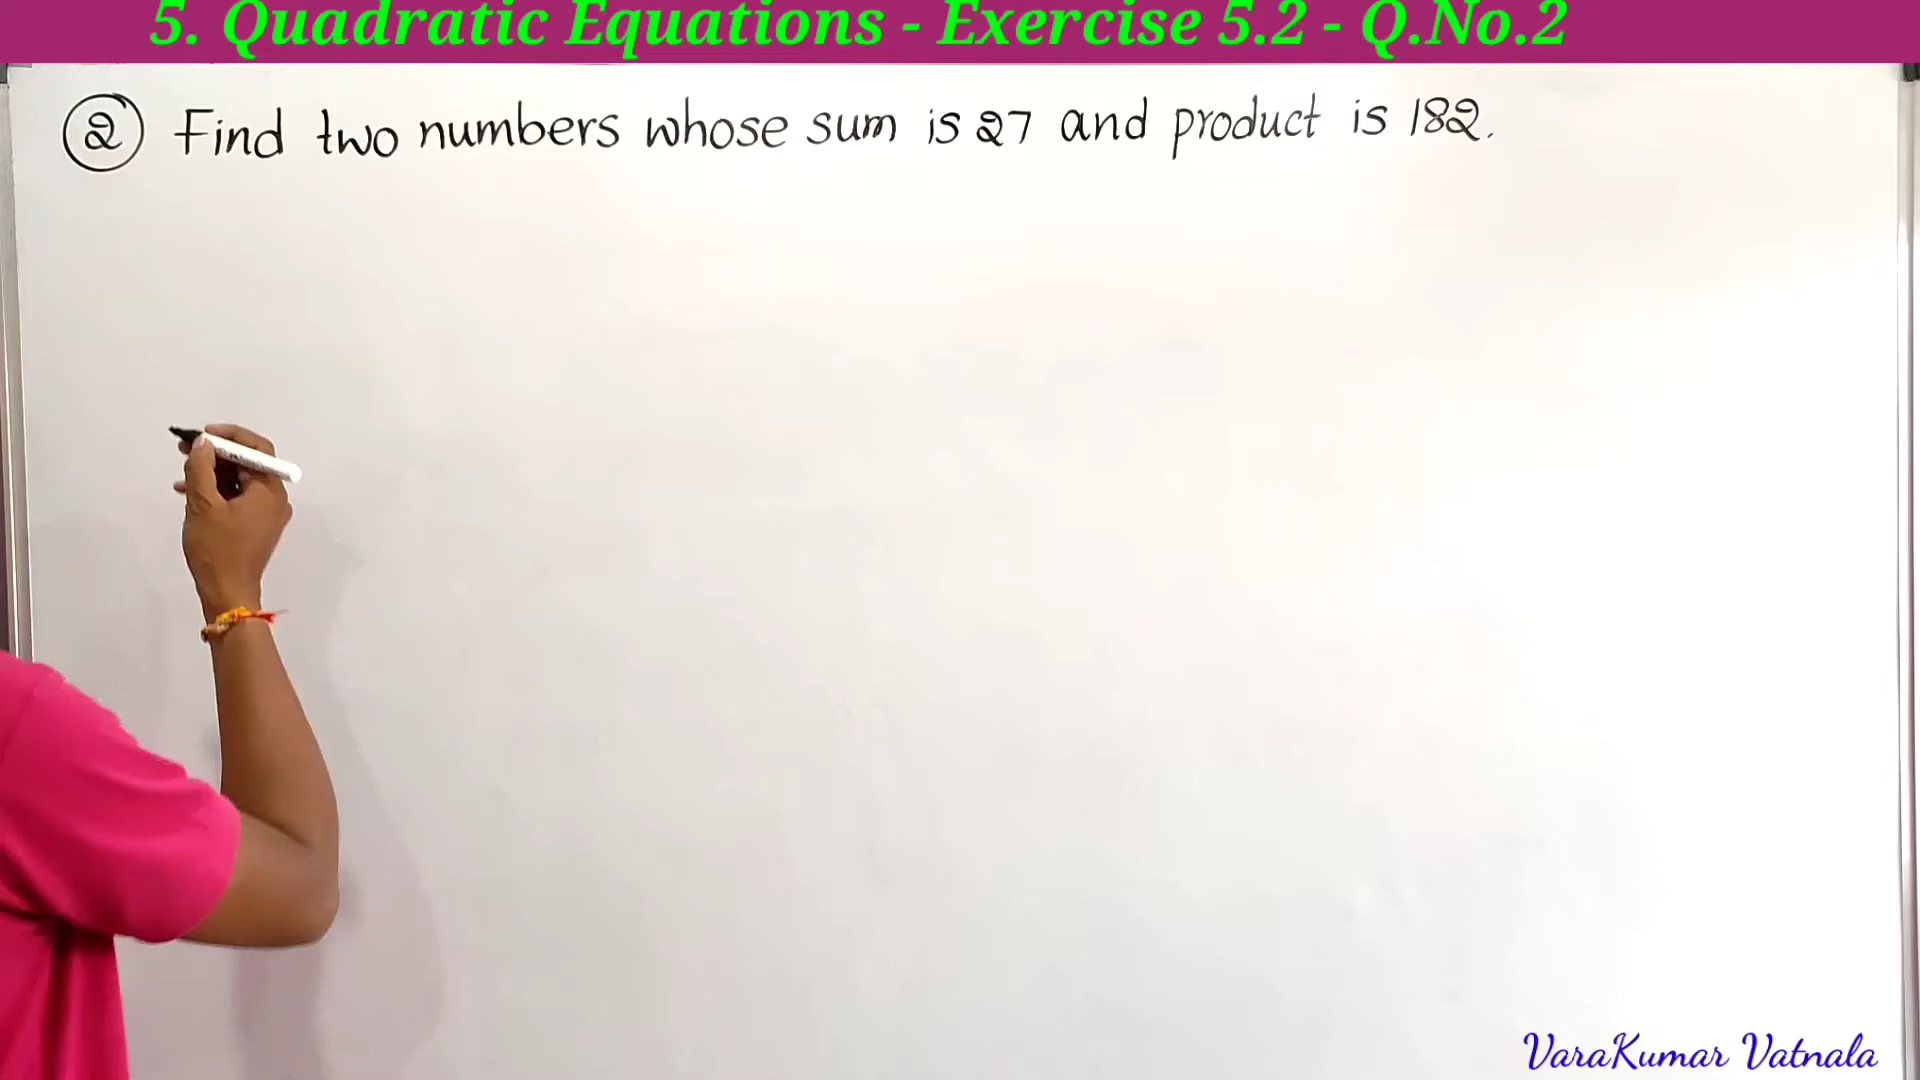 5. Quadratic Equations - Exercise 5.2 - Q.No.2
2 Find two numbers whose sum is 27 and product is 182.
VaraKumar Vatnala